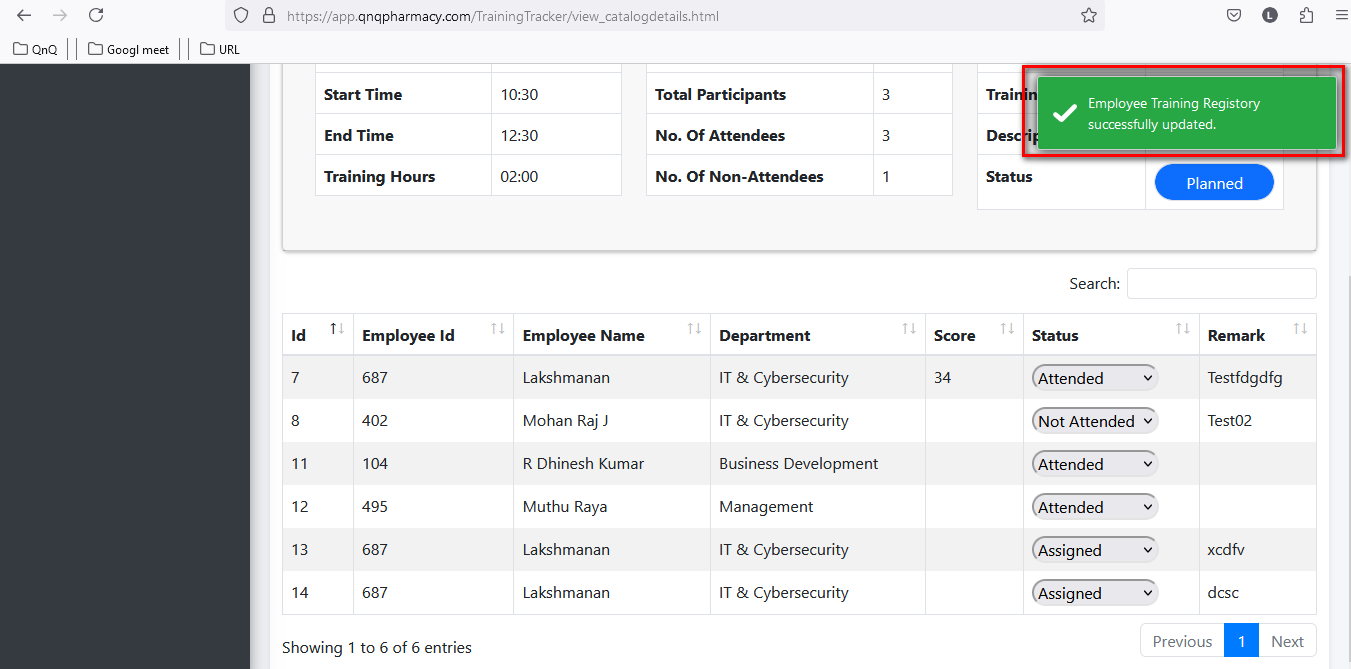 https://app.qnqpharmacy.com/TrainingTracker/view_catalogdetails.html
L
QnQ
Googl meet
URL
Start Time 10:30
End Time 12:30
Training Hours 02:00
Total Participants 3
No. Of Attendees 3
No. Of Non-Attendees 1
Trainin
Descrip
Status Planned
Employee Training Registory
successfully updated.
Search:
Id Employee Id Employee Name Department Score Status Remark
7 687 Lakshmanan IT & Cybersecurity 34 Attended Testfdgdfg
8 402 Mohan Raj J IT & Cybersecurity Not Attended Test02
11 104 R Dhinesh Kumar Business Development Attended
12 495 Muthu Raya Management Attended
13 687 Lakshmanan IT & Cybersecurity Assigned xcdfv
14 687 Lakshmanan IT & Cybersecurity Assigned dcsc
Showing 1 to 6 of 6 entries
Previous 1 Next